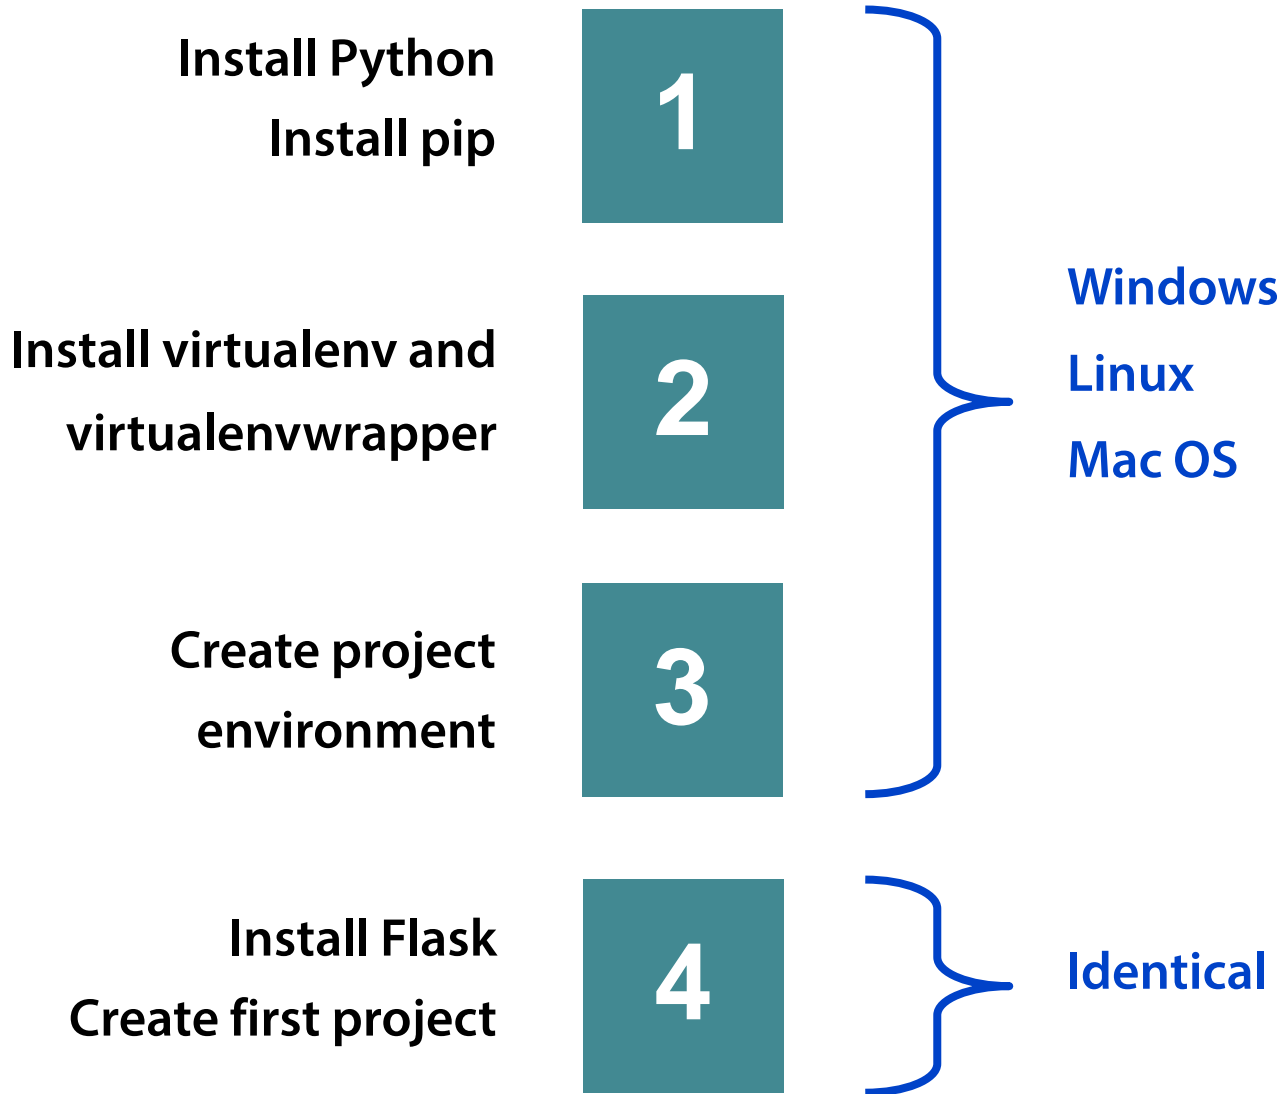 Install Python
Install pip
1
Install virtualenv and
virtualenvwrapper
2
Create project
environment
3
Install Flask
Create first project
4
Windows
Linux
Mac OS
Identical